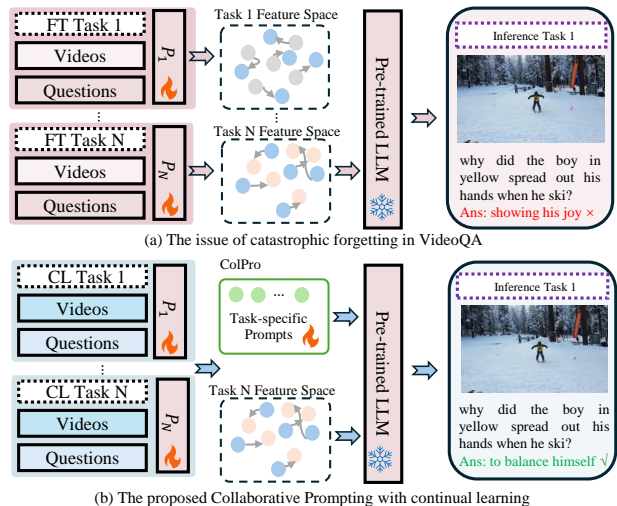 FT Task 1
Videos
Questions
P1
...
FT Task N
Videos
Questions
PN
Task 1 Feature Space
...
Task N Feature Space
Pre-trained LLM
Inference Task 1
why did the boy in
yellow spread out his
hands when he ski?
Ans: showing his joy ×
(a) The issue of catastrophic forgetting in VideoQA
CL Task 1
Videos
Questions
P1
...
CL Task N
Videos
Questions
PN
ColPro
...
Task-specific
Prompts
Task N Feature Space
Pre-trained LLM
Inference Task 1
why did the boy in
yellow spread out his
hands when he ski?
Ans: to balance himself √
(b) The proposed Collaborative Prompting with continual learning